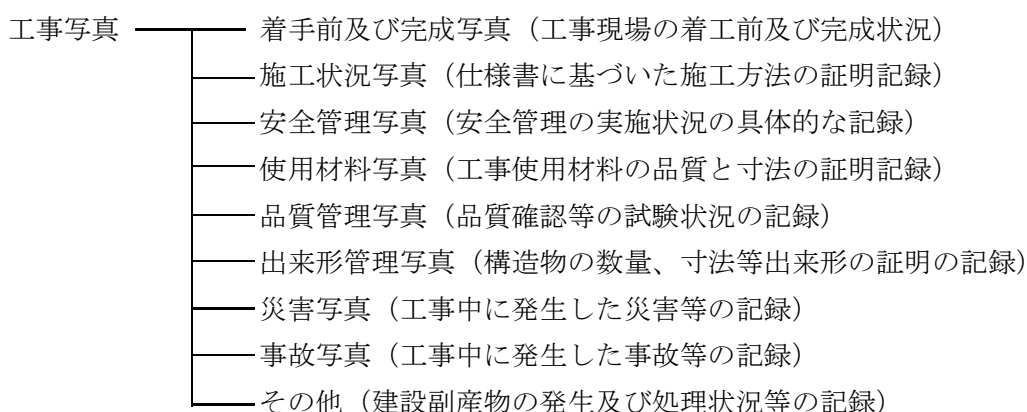 工事写真 着手前及び完成写真（工事現場の着工前及び完成状況）
施工状況写真（仕様書に基づいた施工方法の証明記録）
安全管理写真（安全管理の実施状況の具体的な記録）
使用材料写真（工事使用材料の品質と寸法の証明記録）
品質管理写真（品質確認等の試験状況の記録）
出来形管理写真（構造物の数量、寸法等出来形の証明の記録）
災害写真（工事中に発生した災害等の記録）
事故写真（工事中に発生した事故等の記録）
その他（建設副産物の発生及び処理状況等の記録）